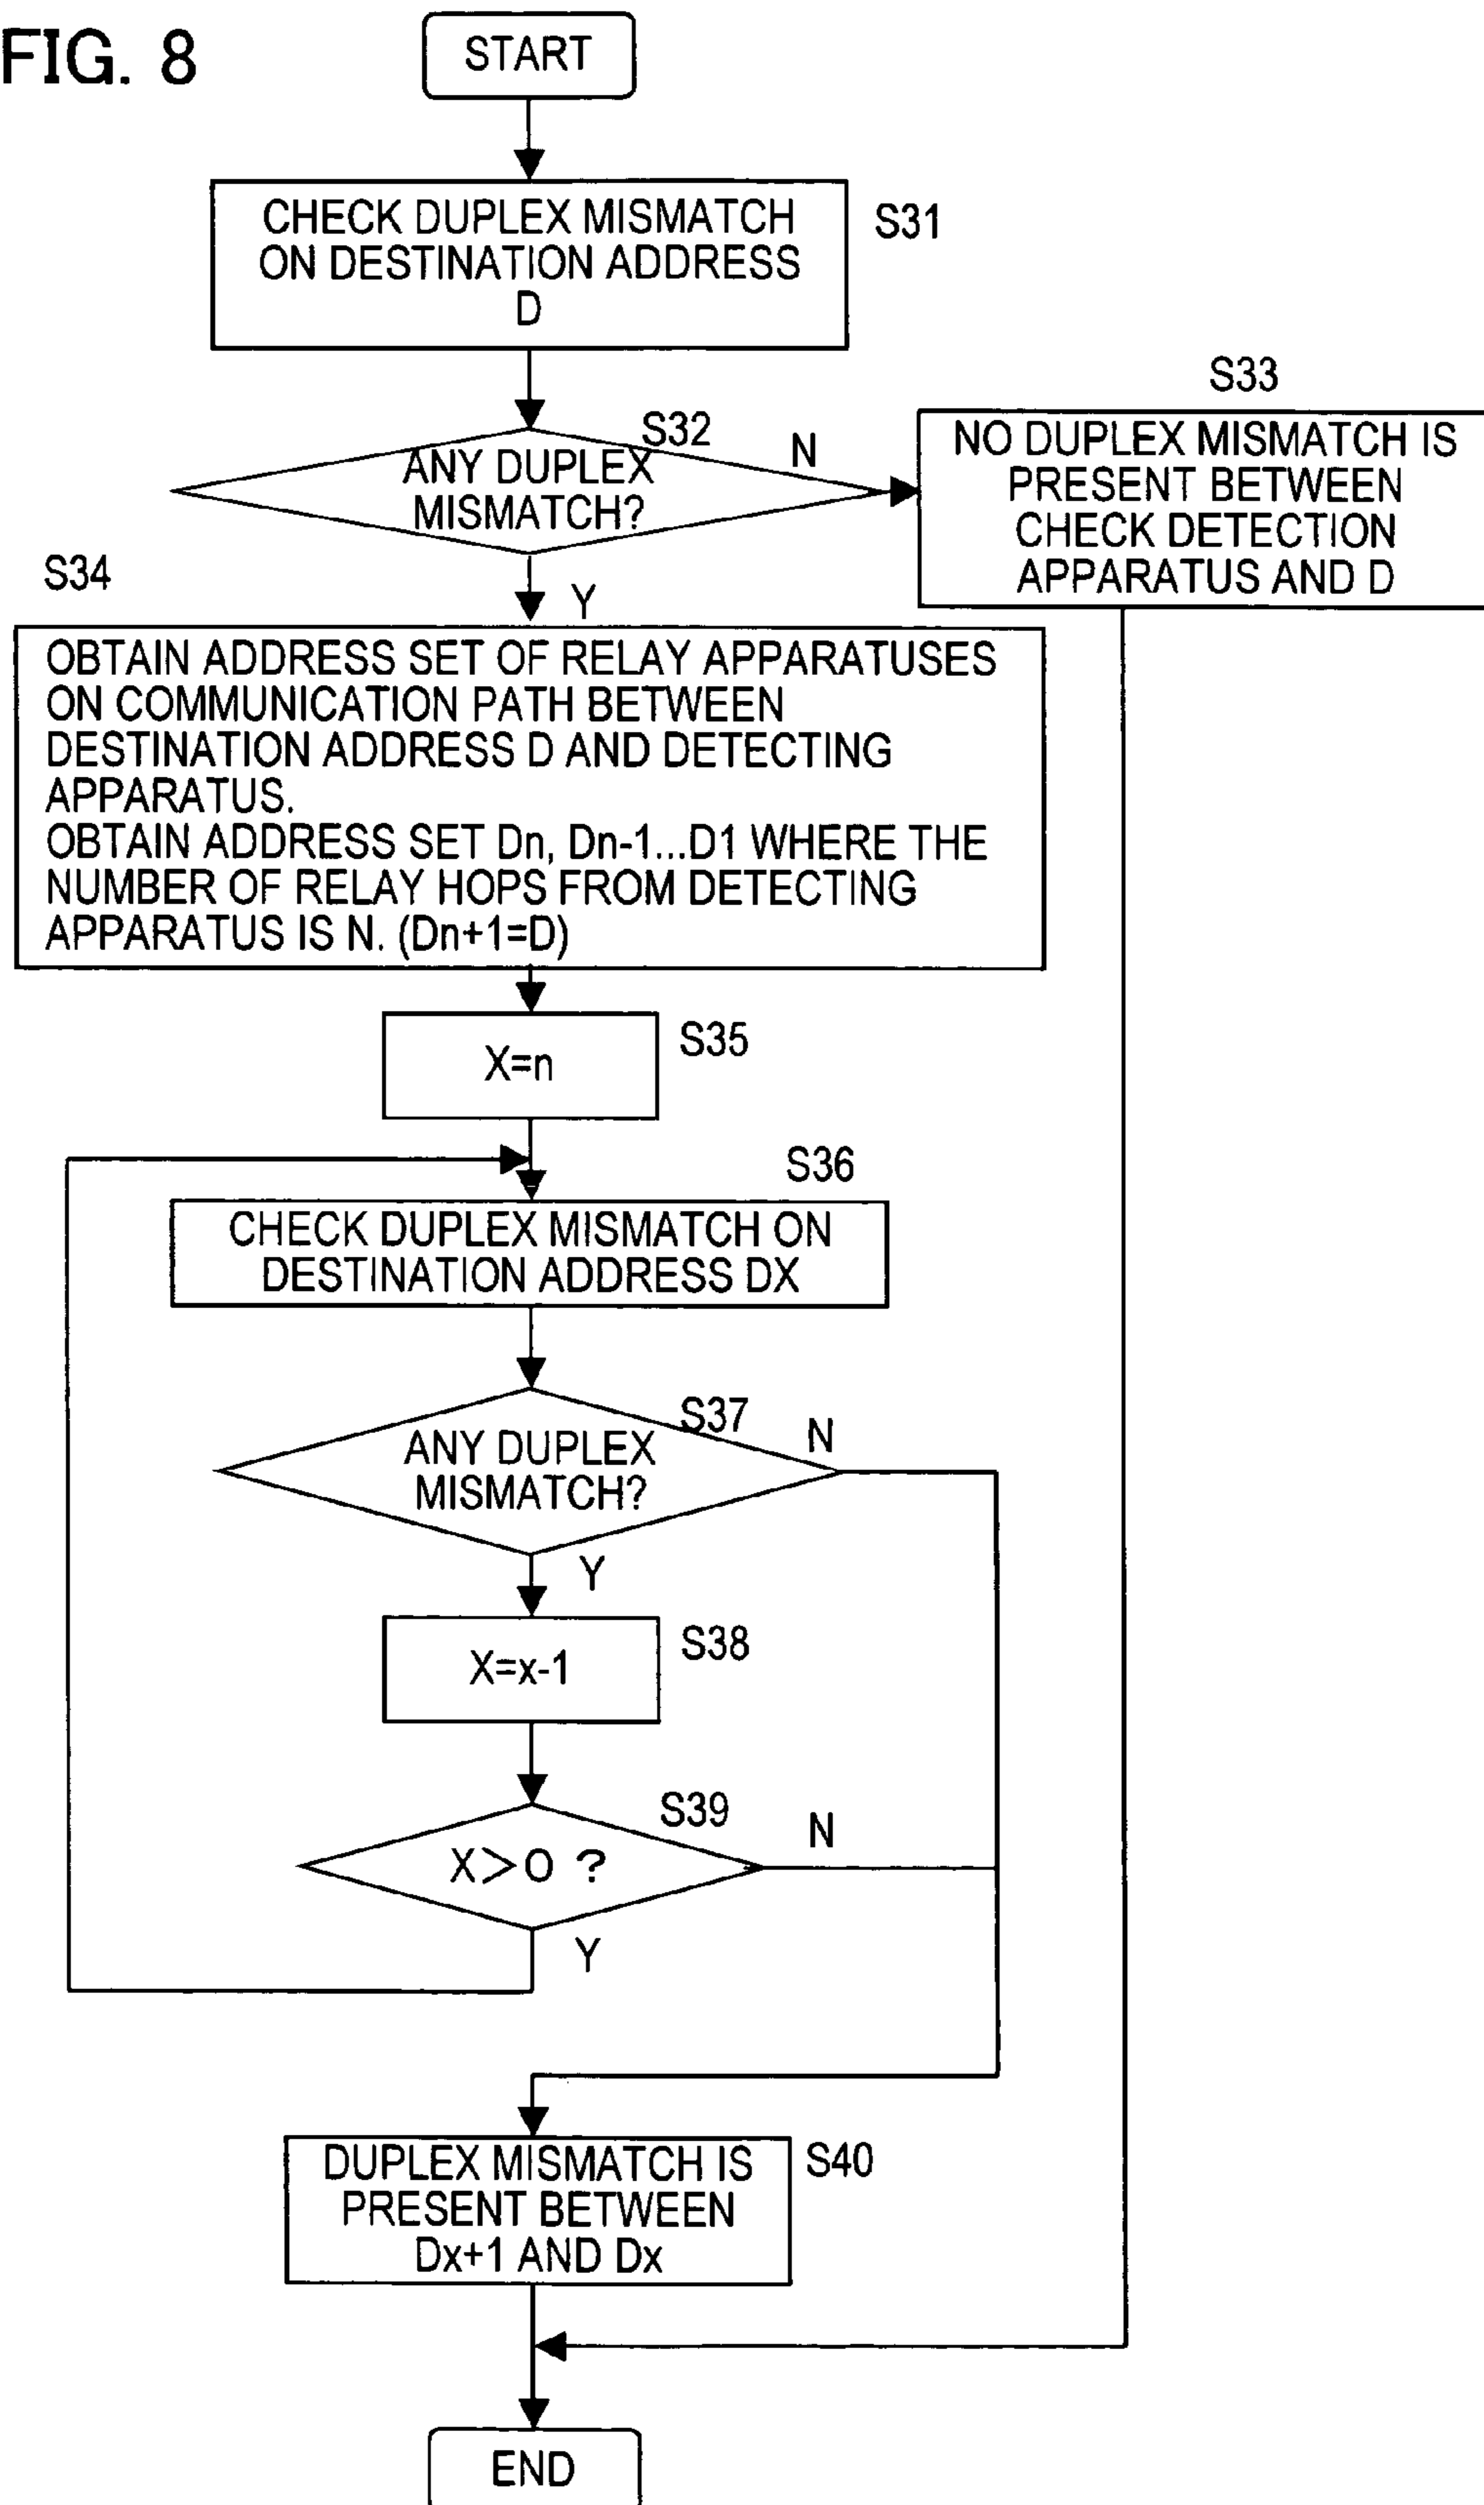 FIG. 8
START
CHECK DUPLEX MISMATCH
ON DESTINATION ADDRESS
D
S31
S32
ANY DUPLEX
MISMATCH?
N
Y
S33
NO DUPLEX MISMATCH IS
PRESENT BETWEEN
CHECK DETECTION
APPARATUS AND D
S34
OBTAIN ADDRESS SET OF RELAY APPARATUSES
ON COMMUNICATION PATH BETWEEN
DESTINATION ADDRESS D AND DETECTING
APPARATUS.
OBTAIN ADDRESS SET Dn, Dn-1...D1 WHERE THE
NUMBER OF RELAY HOPS FROM DETECTING
APPARATUS IS N. (Dn+1=D)
X=n
S35
S36
CHECK DUPLEX MISMATCH ON
DESTINATION ADDRESS DX
S37
ANY DUPLEX
MISMATCH?
N
Y
X=x-1
S38
S39
X>0 ?
N
Y
DUPLEX MISMATCH IS
PRESENT BETWEEN
Dx+1 AND Dx
S40
END